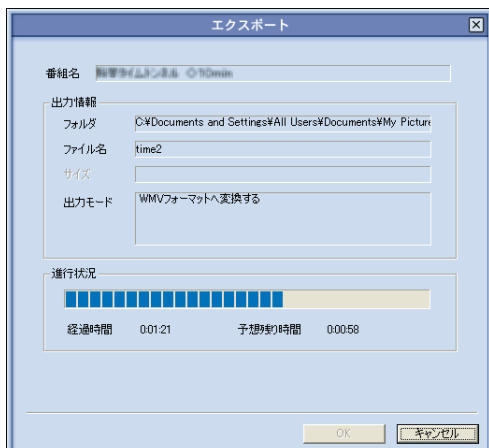 エクスポート
番組名
出力情報
フォルダ C:¥Documents and Settings¥All Users¥Documents¥My Picture
ファイル名 time2
サイズ
出力モード WMVフォーマットへ変換する
進行状況
経過時間 0:01:21 予想残り時間 0:00:58
OK キャンセル